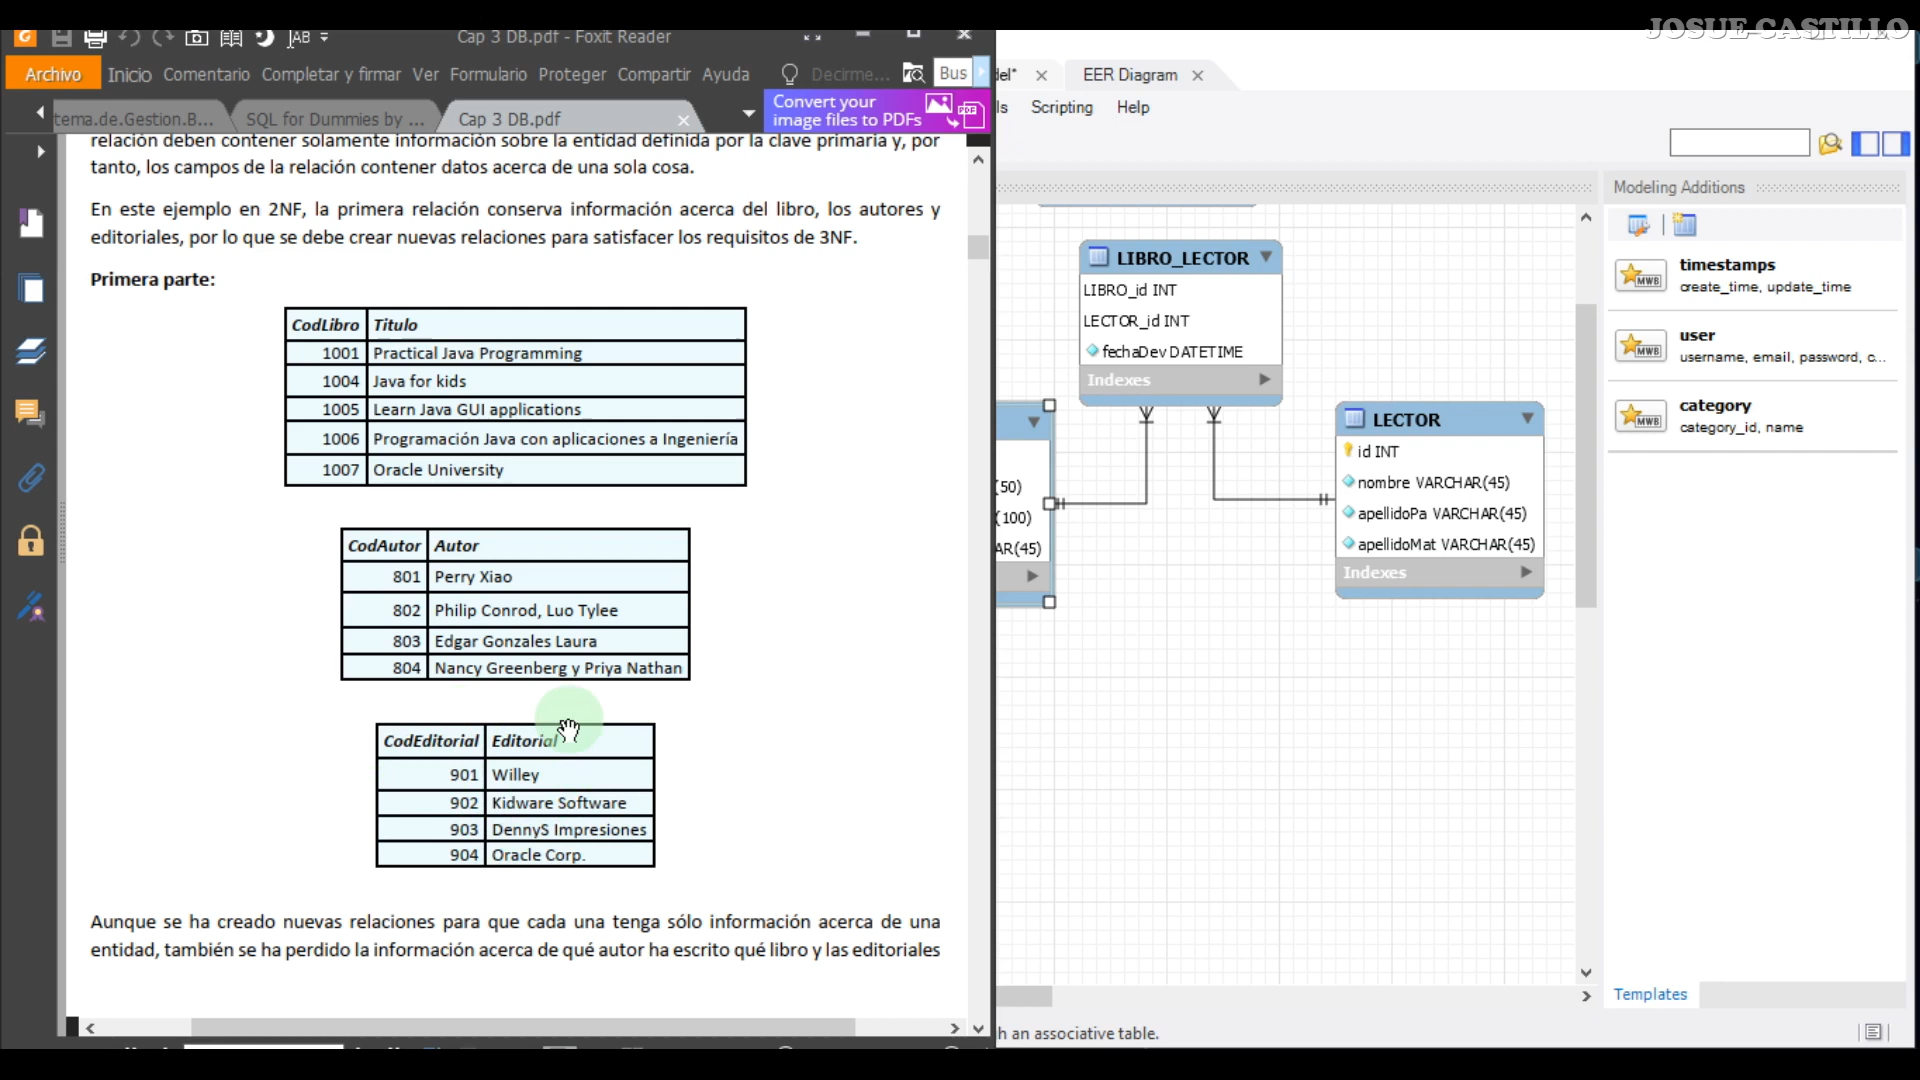 JOSUE CASTILLO
Cap 3 DB.pdf - Foxit Reader
Archivo Inicio Comentario Completar y firmar Ver Formulario Proteger Compartir Ayuda Decirme... Bus
tema.de.Gestion.B... SQL for Dummies by ... Cap 3 DB.pdf
Convert your
image files to PDFs
relación deben contener solamente información sobre la entidad definida por la clave primaria y, por
tanto, los campos de la relación contener datos acerca de una sola cosa.
En este ejemplo en 2NF, la primera relación conserva información acerca del libro, los autores y
editoriales, por lo que se debe crear nuevas relaciones para satisfacer los requisitos de 3NF.
Primera parte:
CodLibro Titulo
1001 Practical Java Programming
1004 Java for kids
1005 Learn Java GUI applications
1006 Programación Java con aplicaciones a Ingeniería
1007 Oracle University
CodAutor Autor
801 Perry Xiao
802 Philip Conrod, Luo Tylee
803 Edgar Gonzales Laura
804 Nancy Greenberg y Priya Nathan
CodEditorial Editorial
901 Willey
902 Kidware Software
903 DennyS Impresiones
904 Oracle Corp.
Aunque se ha creado nuevas relaciones para que cada una tenga sólo información acerca de una
entidad, también se ha perdido la información acerca de qué autor ha escrito qué libro y las editoriales
del* EER Diagram
ls Scripting Help
LIBRO_LECTOR
LIBRO_id INT
LECTOR_id INT
fechaDev DATETIME
Indexes
(50)
(100)
AR(45)
LECTOR
id INT
nombre VARCHAR(45)
apellidoPa VARCHAR(45)
apellidoMat VARCHAR(45)
Indexes
Modeling Additions
timestamps
create_time, update_time
user
username, email, password, c...
category
category_id, name
Templates
h an associative table.